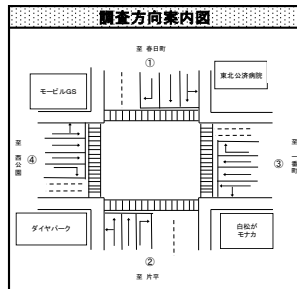 調査方向案内図
至 春日町
①
モービルGS
東北公済病院
至 西公園
④
③
至 一番町
ダイヤパーク
白松が
モナカ
②
至 片平